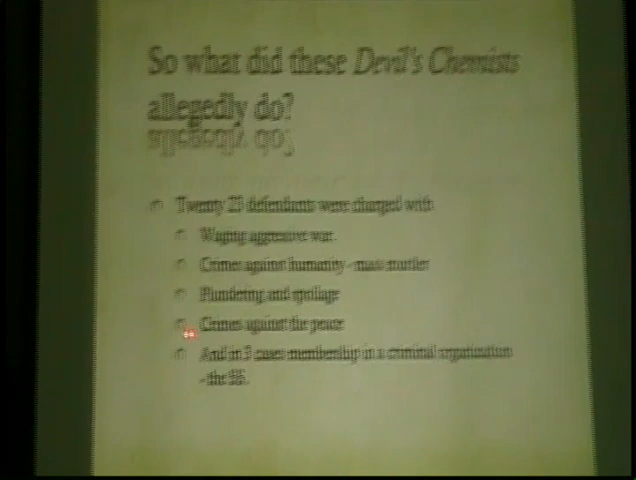 So what did these Devil's Chemists
allegedly do?
Twenty 23 defendants were charged with
Waging aggressive war.
Crimes against humanity - mass murder
Plundering and spoilage
Crimes against the peace
And in 3 cases membership in a criminal organization
- the SS.